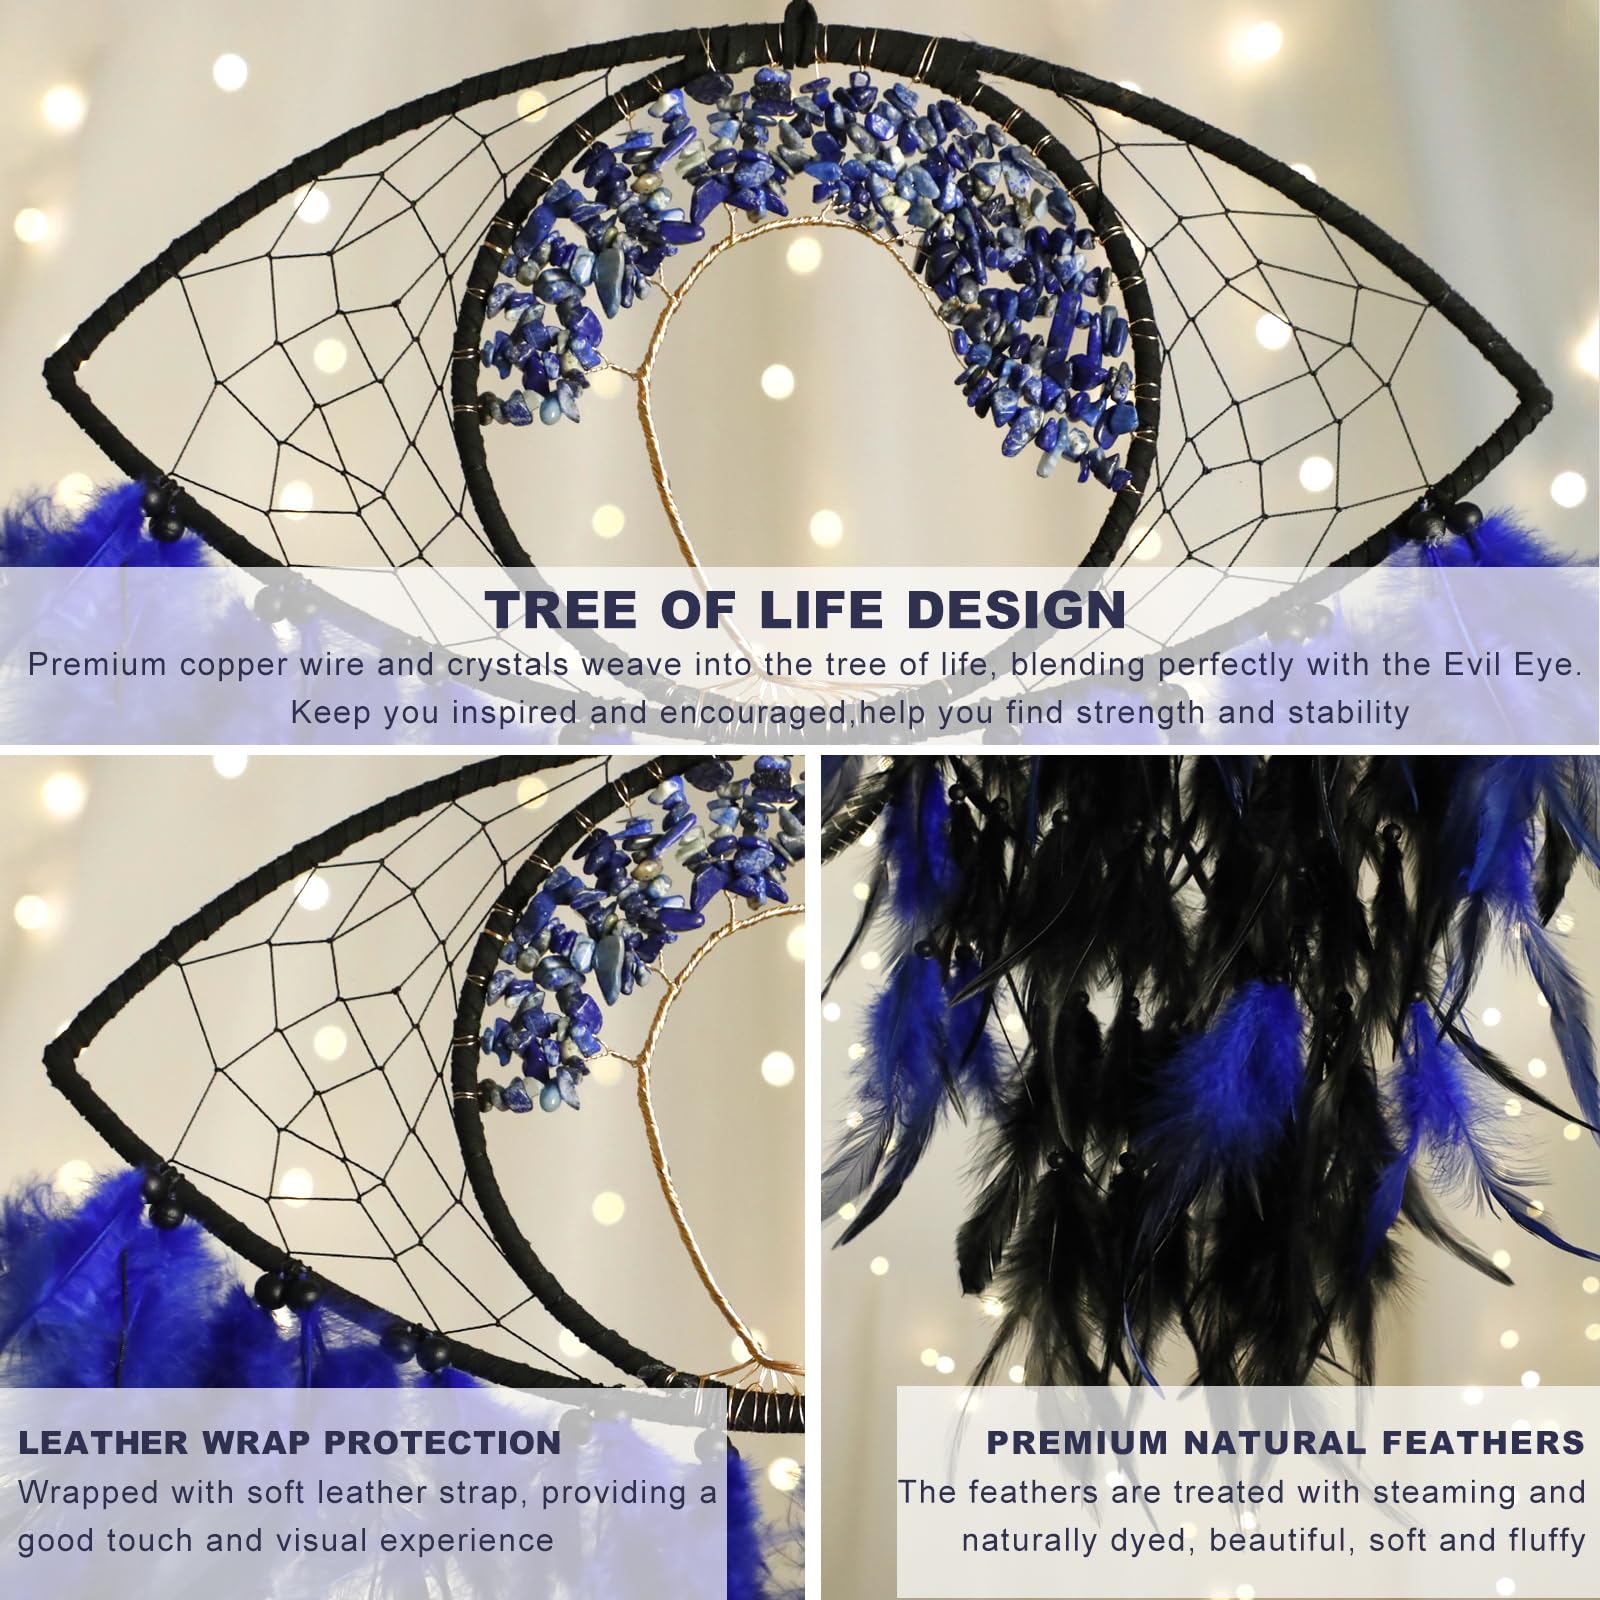 TREE OF LIFE DESIGN
Premium copper wire and crystals weave into the tree of life, blending perfectly with the Evil Eye.
Keep you inspired and encouraged,help you find strength and stability
LEATHER WRAP PROTECTION
Wrapped with soft leather strap, providing a
good touch and visual experience
PREMIUM NATURAL FEATHERS
The feathers are treated with steaming and
naturally dyed, beautiful, soft and fluffy